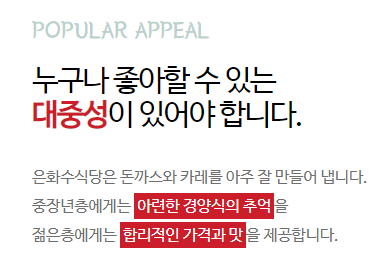 POPULAR APPEAL
누구나 좋아할 수 있는
대중성이 있어야 합니다.
은화수식당은 돈까스와 카레를 아주 잘 만들어 냅니다.
중장년층에게는 아련한 경양식의 추억을
젊은층에게는 합리적인 가격과 맛을 제공합니다.